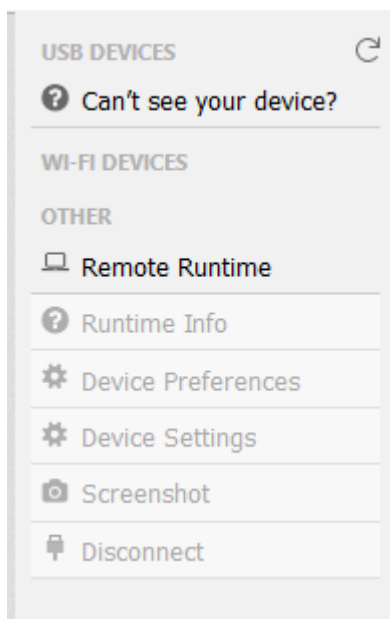 USB DEVICES
Can't see your device?
WI-FI DEVICES
OTHER
Remote Runtime
Runtime Info
Device Preferences
Device Settings
Screenshot
Disconnect